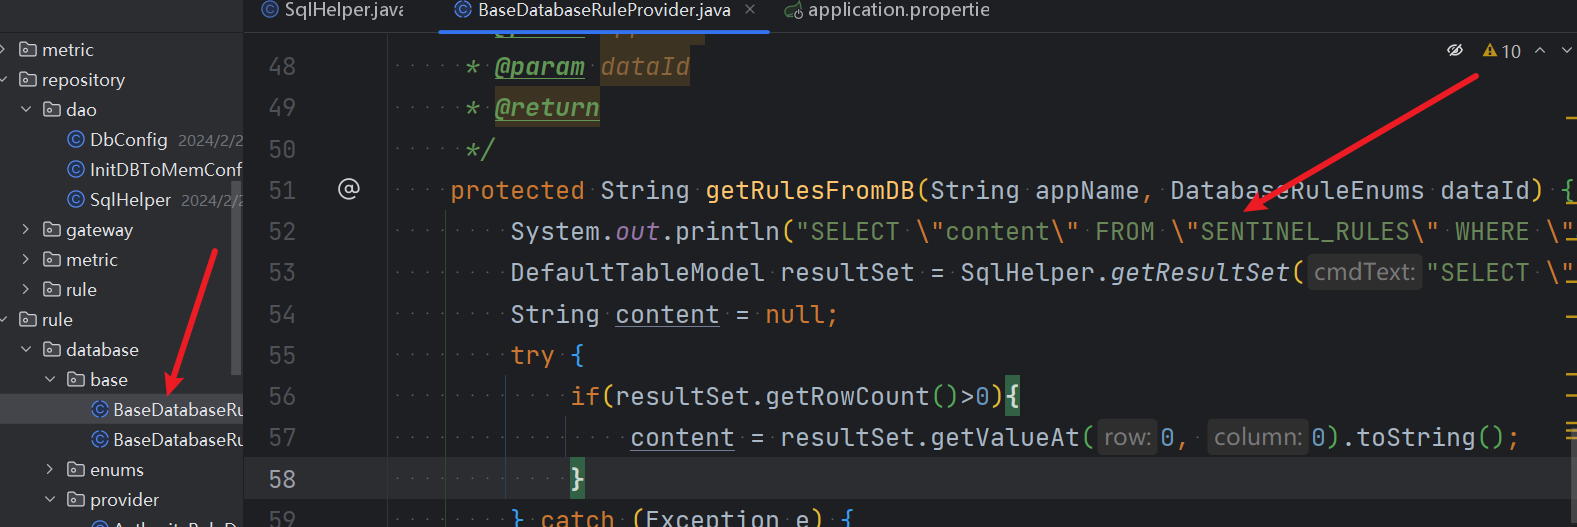 SqlHelper.java
BaseDatabaseRuleProvider.java ×
application.propertie
metric
repository
dao
DbConfig 2024/2/2
InitDBToMemConf
SqlHelper 2024/2/2
gateway
metric
rule
rule
database
base
BaseDatabaseRu
BaseDatabaseRu
enums
provider
10
48 * @param dataId
49 * @return
50 */
51 @ protected String getRulesFromDB(String appName, DatabaseRuleEnums dataId) {
52 System.out.println("SELECT \"content\" FROM \"SENTINEL_RULES\" WHERE \"
53 DefaultTableModel resultSet = SqlHelper.getResultSet( cmdText: "SELECT \"
54 String content = null;
55 try {
56 if(resultSet.getRowCount()>0){
57 content = resultSet.getValueAt( row: 0, column: 0).toString();
58 }
59 } catch (Exception e) {